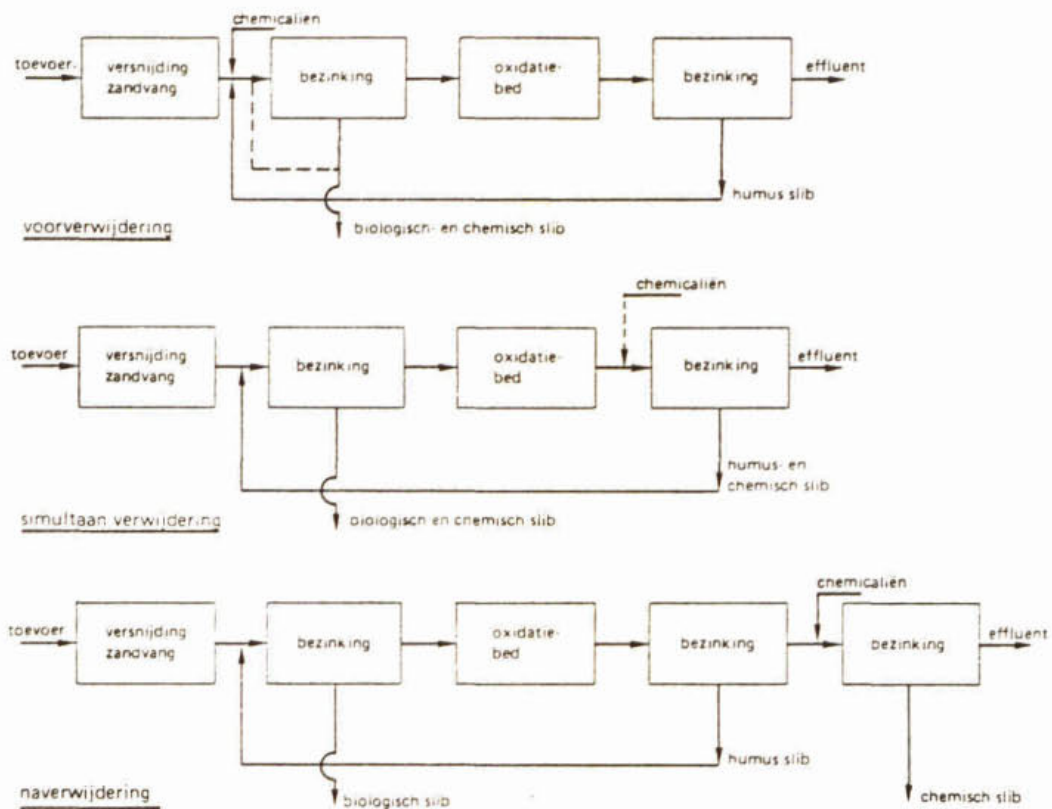 chemicaliën
toevoer
versnijding
zandvang
bezinking
oxidatie-
bed
bezinking
effluent
humus slib
biologisch- en chemisch slib
voorverwijdering
chemicaliën
toevoer
versnijding
zandvang
bezinking
oxidatie-
bed
bezinking
effluent
humus- en
chemisch slib
biologisch en chemisch slib
simultaan verwijdering
chemicaliën
toevoer
versnijding
zandvang
bezinking
oxidatie-
bed
bezinking
bezinking
effluent
humus slib
biologisch slib
chemisch slib
naverwijdering